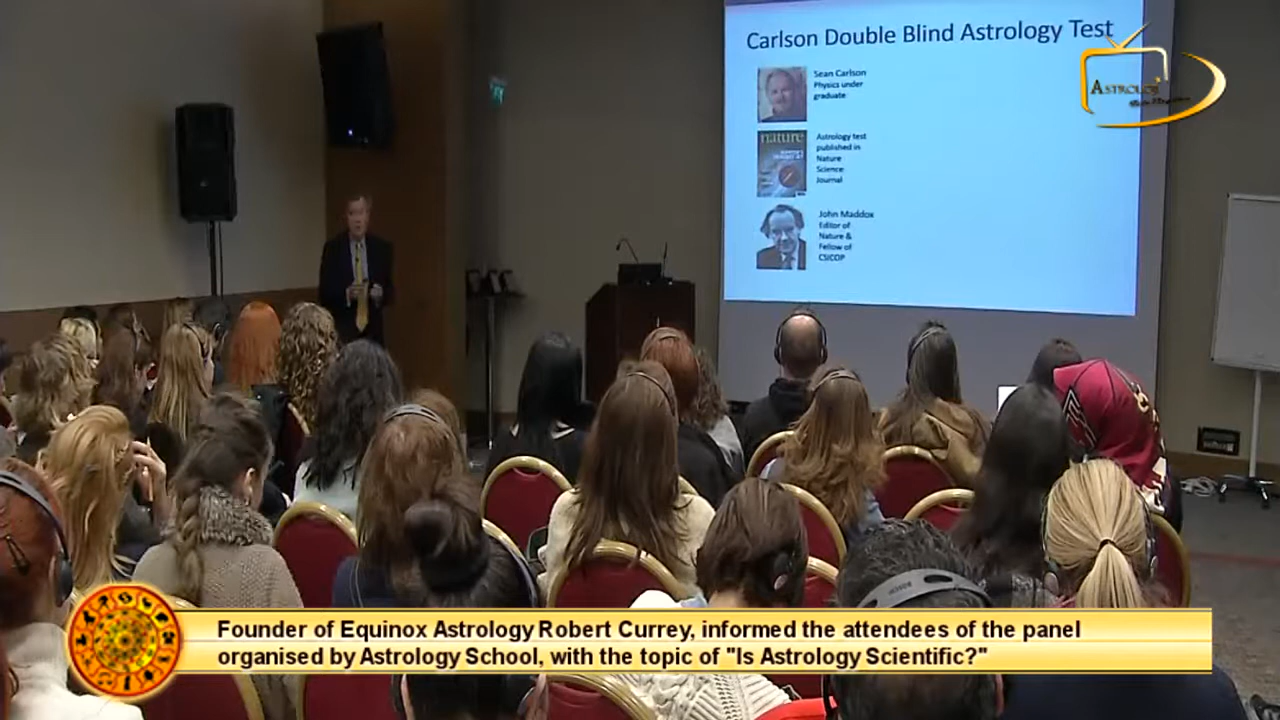 Carlson Double Blind Astrology Test
Sean Carlson
Physics under
graduate
nature
Astrology test
published in
Nature
Science
Journal
John Maddox
Editor of
Nature &
Fellow of
CSICOP
Founder of Equinox Astrology Robert Currey, informed the attendees of the panel
organised by Astrology School, with the topic of "Is Astrology Scientific?"